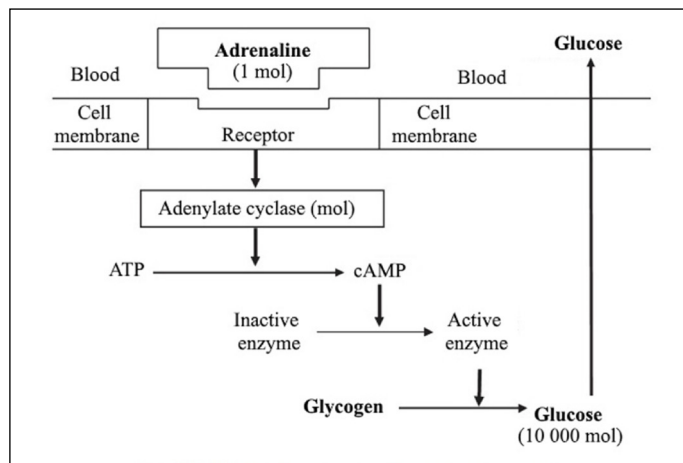 Adrenaline
(1 mol)
Glucose
Blood
Blood
Cell
membrane
Receptor
Cell
membrane
Adenylate cyclase (mol)
ATP
cAMP
Inactive
enzyme
Active
enzyme
Glycogen
Glucose
(10 000 mol)